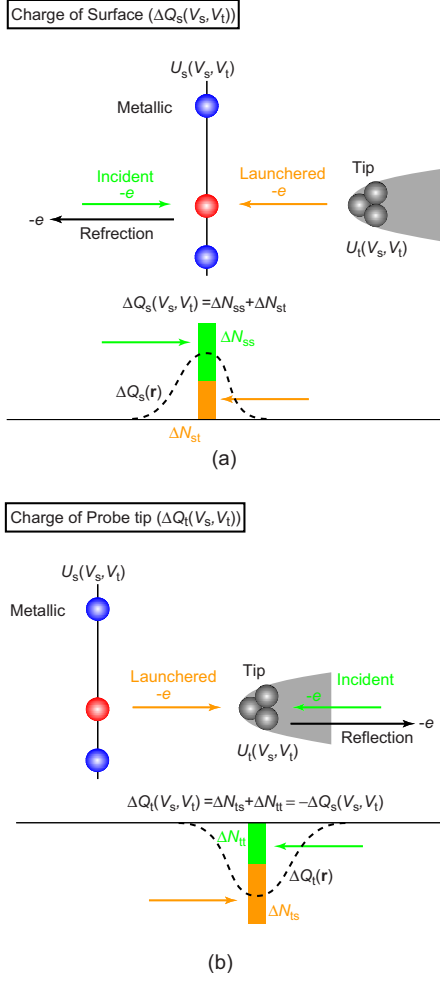 Charge of Surface (ΔQs(Vs,Vt))
Us(Vs,Vt)
Metallic
Incident
-e
Launchered
-e
Tip
-e
Refrection
Ut(Vs,Vt)
ΔQs(Vs,Vt) =ΔNss+ΔNst
ΔNss
ΔQs(r)
ΔNst
(a)
Charge of Probe tip (ΔQt(Vs,Vt))
Us(Vs,Vt)
Metallic
Tip
Launchered
-e
Incident
-e
-e
Reflection
Ut(Vs,Vt)
ΔQt(Vs,Vt) =ΔNts+ΔNtt = −ΔQs(Vs,Vt)
ΔNtt
ΔQt(r)
ΔNts
(b)